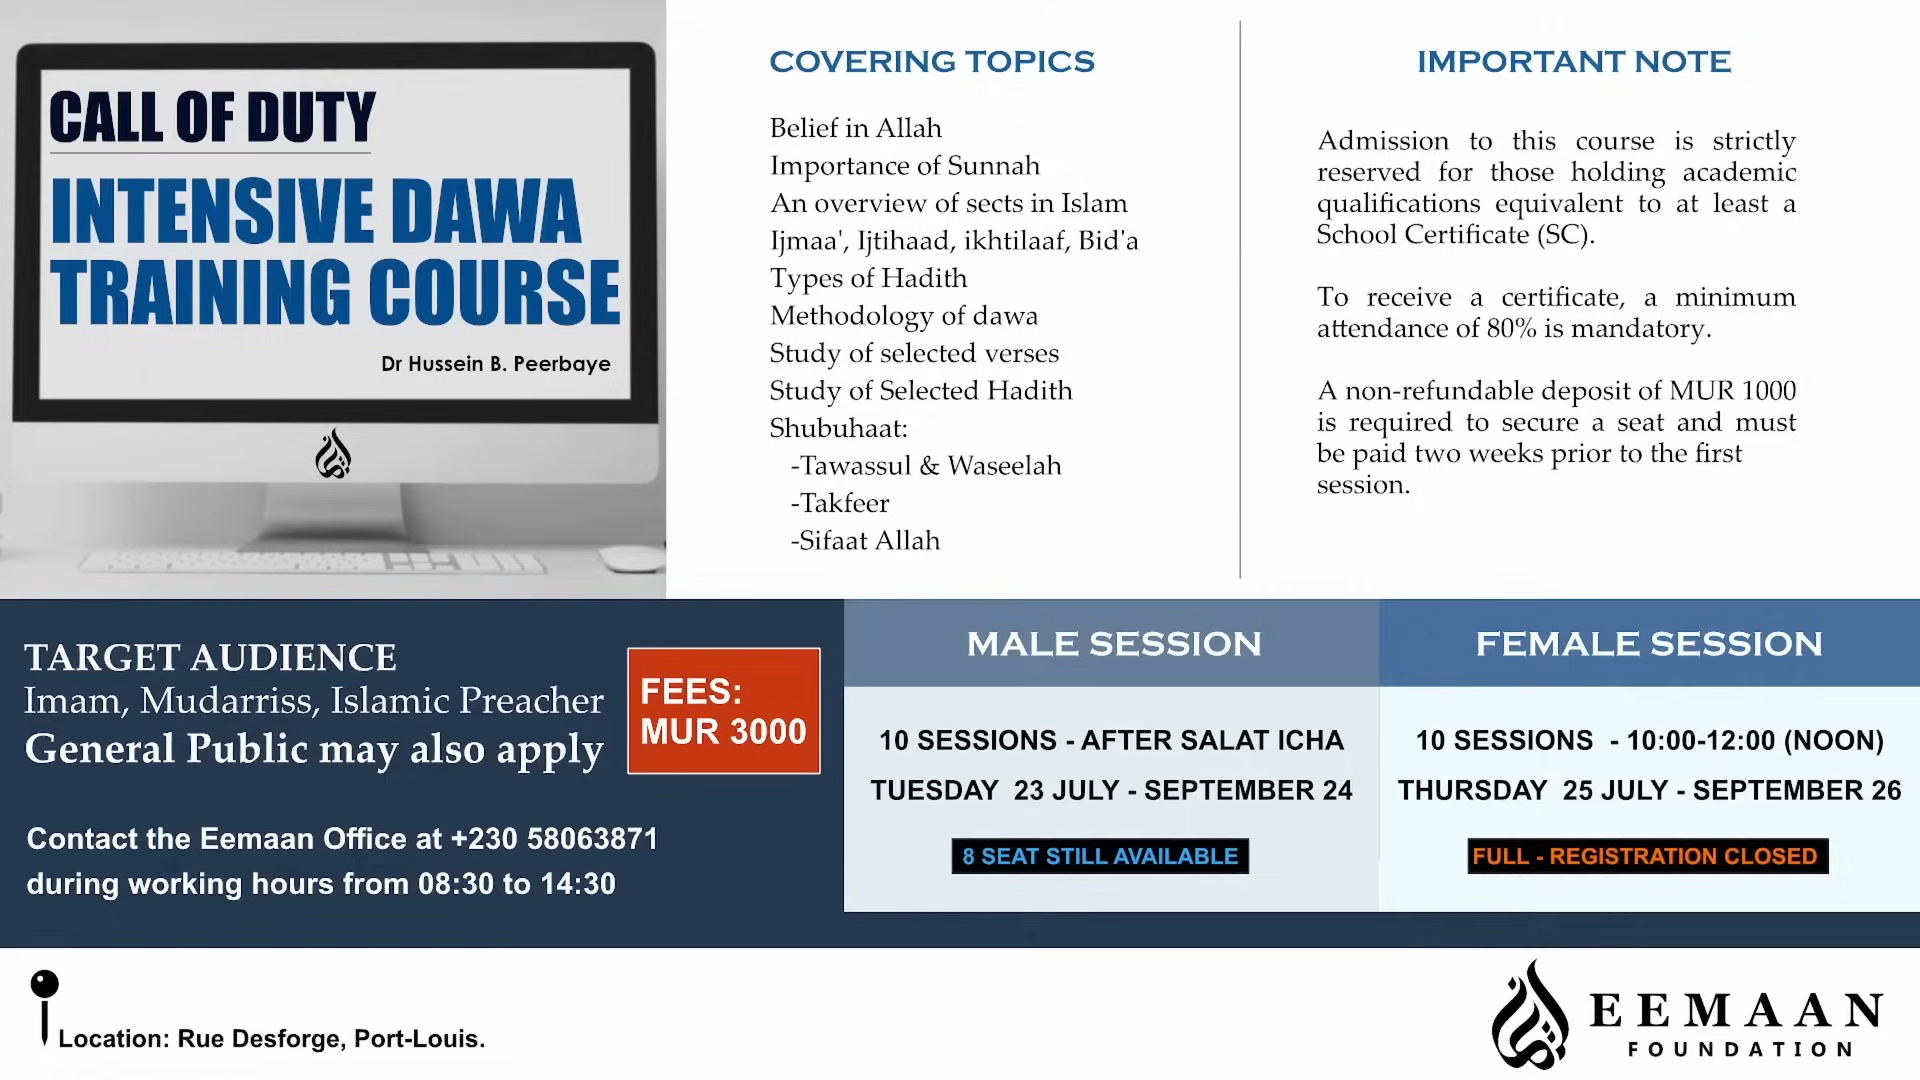 CALL OF DUTY
INTENSIVE DAWA
TRAINING COURSE
Dr Hussein B. Peerbaye
COVERING TOPICS
Belief in Allah
Importance of Sunnah
An overview of sects in Islam
Ijmaa', Ijtihaad, ikhtilaaf, Bid'a
Types of Hadith
Methodology of dawa
Study of selected verses
Study of Selected Hadith
Shubuhaat:
-Tawassul & Waseelah
-Takfeer
-Sifaat Allah
IMPORTANT NOTE
Admission to this course is strictly
reserved for those holding academic
qualifications equivalent to at least a
School Certificate (SC).
To receive a certificate, a minimum
attendance of 80% is mandatory.
A non-refundable deposit of MUR 1000
is required to secure a seat and must
be paid two weeks prior to the first
session.
TARGET AUDIENCE
Imam, Mudarriss, Islamic Preacher
General Public may also apply
FEES:
MUR 3000
Contact the Eemaan Office at +230 58063871
during working hours from 08:30 to 14:30
MALE SESSION
10 SESSIONS - AFTER SALAT ICHA
TUESDAY 23 JULY - SEPTEMBER 24
8 SEAT STILL AVAILABLE
FEMALE SESSION
10 SESSIONS - 10:00-12:00 (NOON)
THURSDAY 25 JULY - SEPTEMBER 26
FULL - REGISTRATION CLOSED
Location: Rue Desforge, Port-Louis.
EEMAAN
FOUNDATION